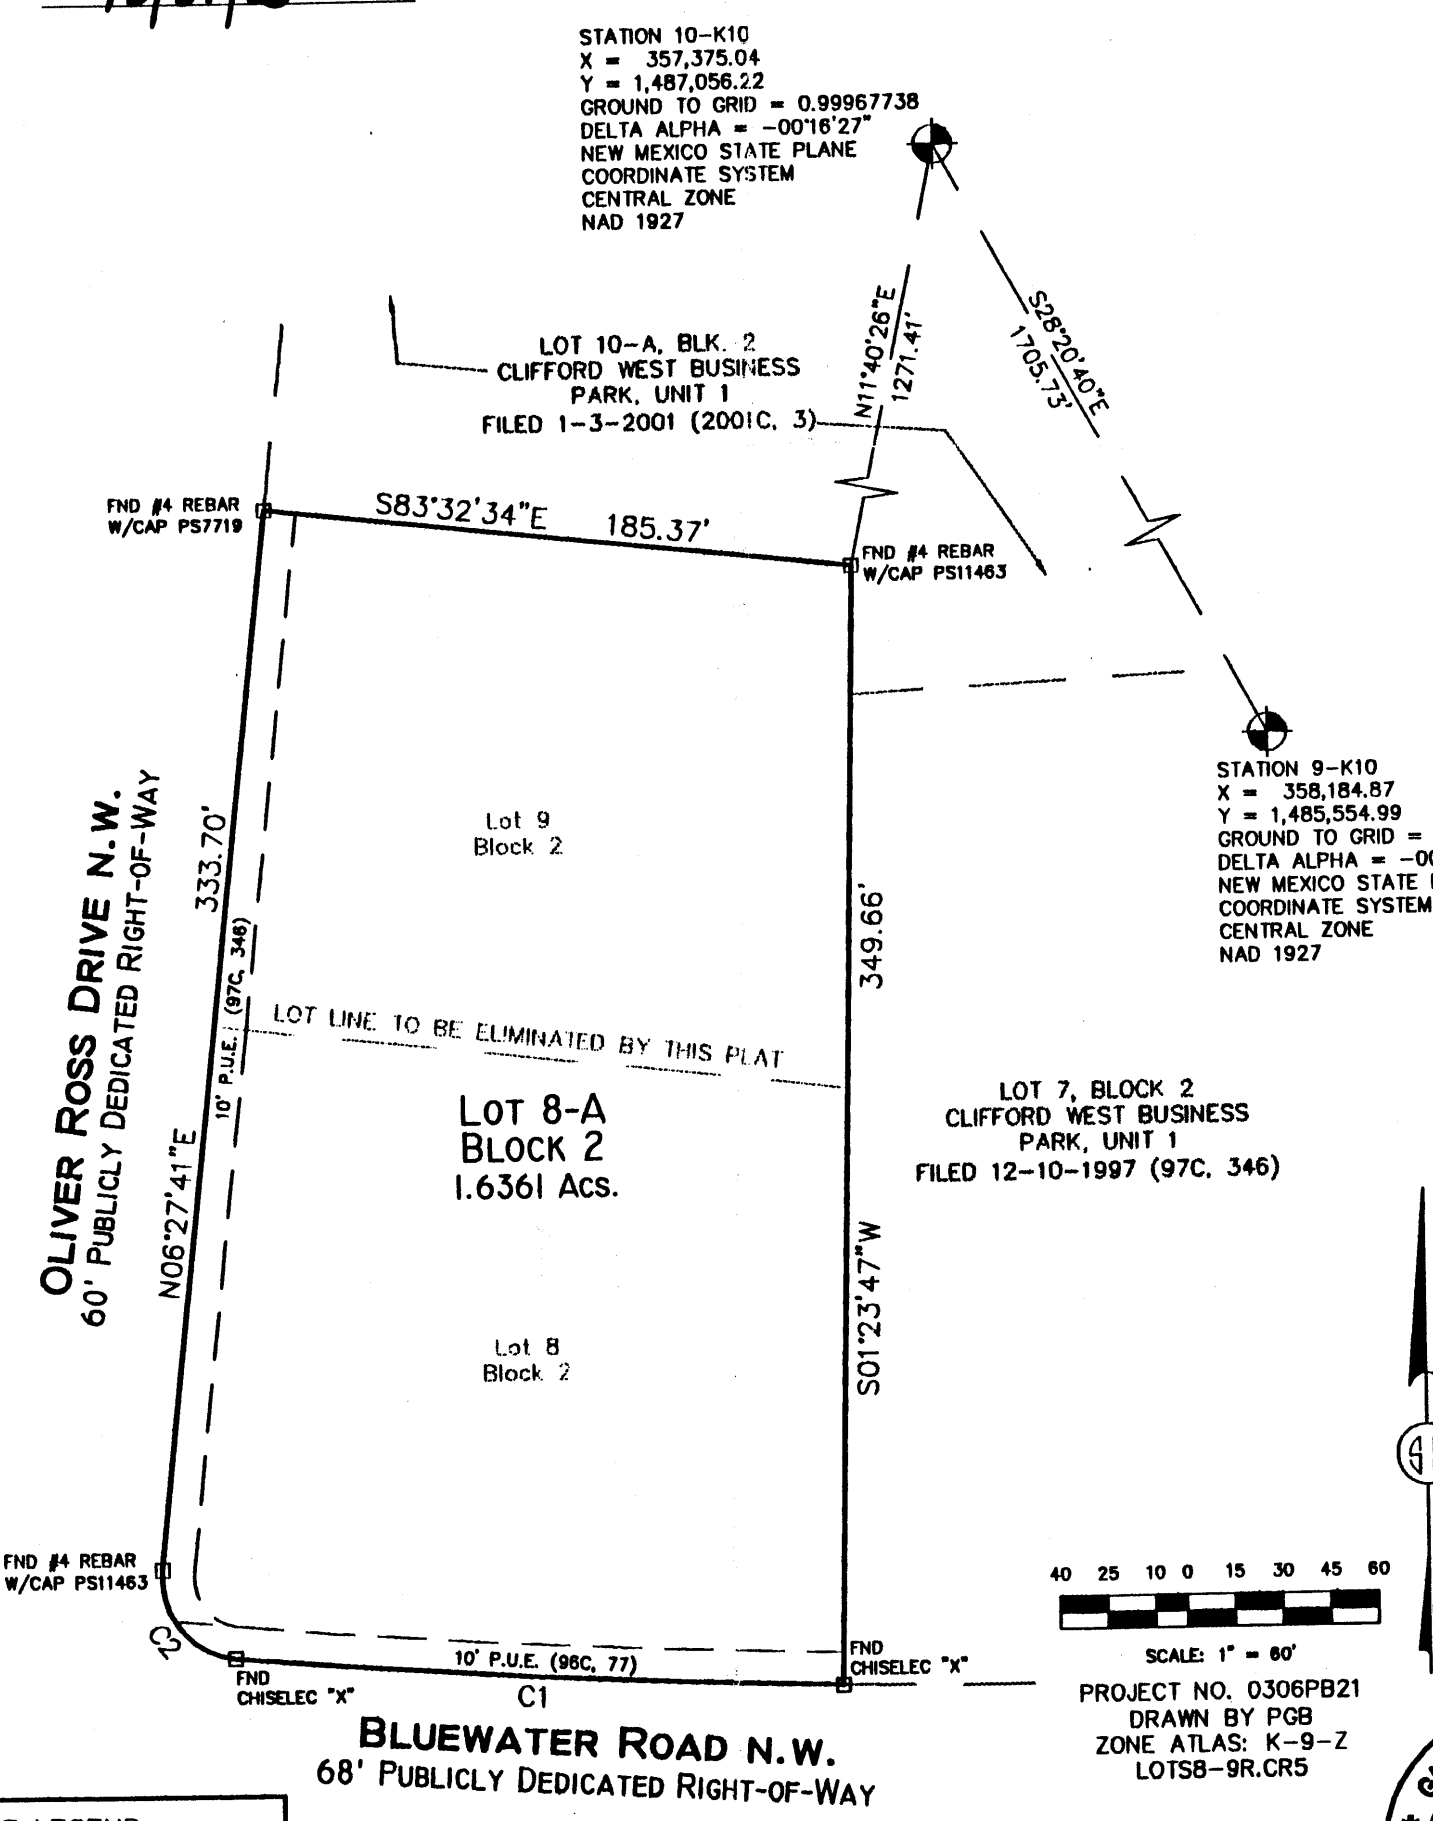 STATION 10-K10
X = 357,375.04
Y = 1,487,056.22
GROUND TO GRID = 0.99967738
DELTA ALPHA = -00°16'27"
NEW MEXICO STATE PLANE
COORDINATE SYSTEM
CENTRAL ZONE
NAD 1927
LOT 10-A, BLK. 2
CLIFFORD WEST BUSINESS
PARK, UNIT 1
FILED 1-3-2001 (2001C, 3)
N11°40'26"E
1271.41'
S28°20'40"E
1705.73'
FND #4 REBAR
W/CAP PS7719
S83°32'34"E 185.37'
FND #4 REBAR
W/CAP PS11463
STATION 9-K10
X = 358,184.87
Y = 1,485,554.99
GROUND TO GRID =
DELTA ALPHA = -00
NEW MEXICO STATE
COORDINATE SYSTEM
CENTRAL ZONE
NAD 1927
Lot 9
Block 2
OLIVER ROSS DRIVE N.W.
60' PUBLICLY DEDICATED RIGHT-OF-WAY
N06°27'41"E 333.70'
10' P.U.E. (97C, 346)
349.66'
S01°23'47"W
LOT LINE TO BE ELIMINATED BY THIS PLAT
LOT 8-A
BLOCK 2
1.6361 ACS.
LOT 7, BLOCK 2
CLIFFORD WEST BUSINESS
PARK, UNIT 1
FILED 12-10-1997 (97C, 346)
Lot 8
Block 2
FND #4 REBAR
W/CAP PS11463
C2
FND
CHISELEC "X"
10' P.U.E. (96C, 77)
C1
FND
CHISELEC "X"
BLUEWATER ROAD N.W.
68' PUBLICLY DEDICATED RIGHT-OF-WAY
40 25 10 0 15 30 45 60
SCALE: 1" = 60'
PROJECT NO. 0306PB21
DRAWN BY PGB
ZONE ATLAS: K-9-Z
LOTS8-9R.CR5